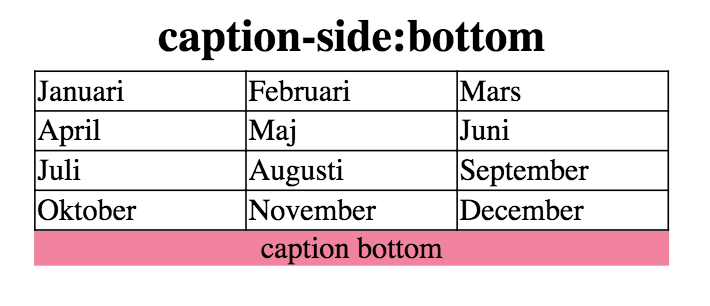 caption-side:bottom
Januari Februari Mars
April Maj Juni
Juli Augusti September
Oktober November December
caption bottom